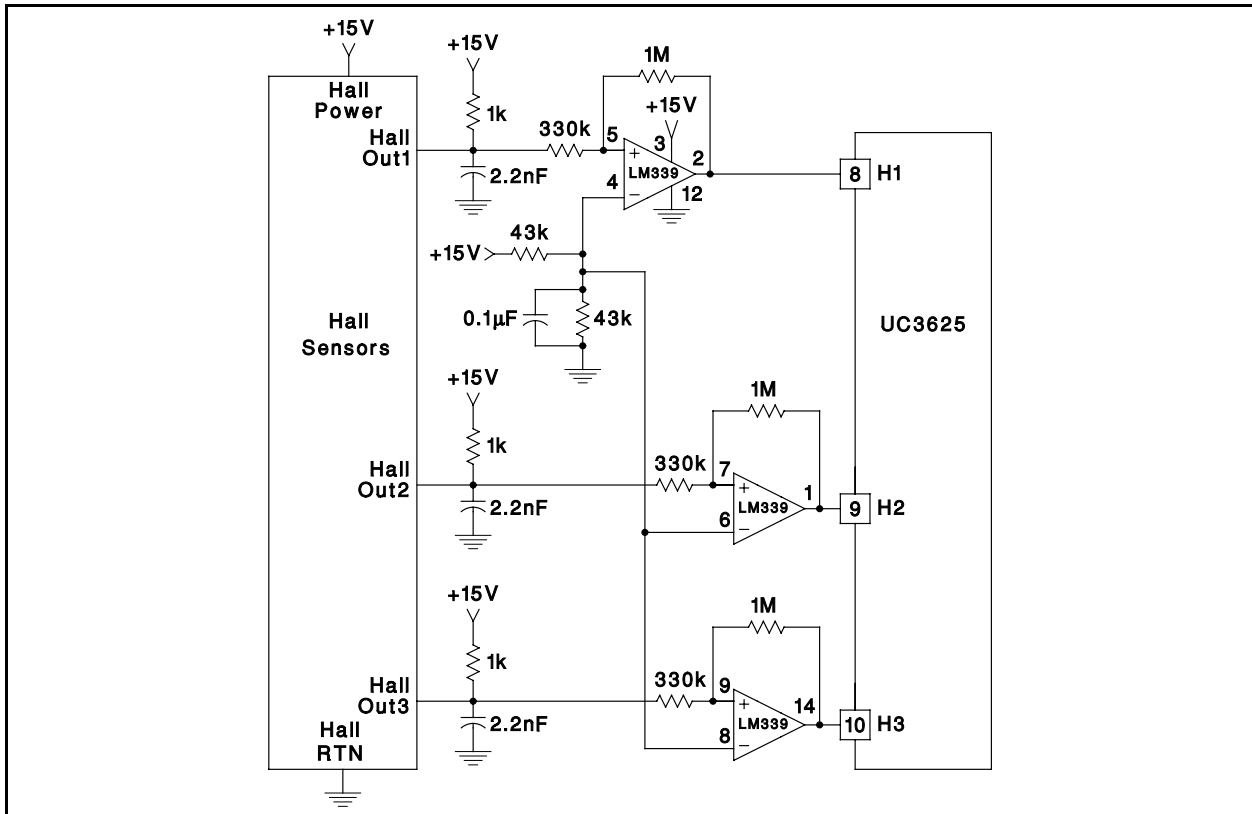 +15V
+15V
1M
Hall
Power
1k
+15V
Hall
Out1
330k
5
+
3
2
LM339
8
H1
2.2nF
4
−
12
43k
+15V
0.1μF
43k
Hall
Sensors
UC3625
+15V
1M
1k
Hall
Out2
330k
7
+
1
LM339
9
H2
2.2nF
6
−
+15V
1M
1k
Hall
Out3
330k
9
+
14
LM339
10
H3
2.2nF
8
−
Hall
RTN